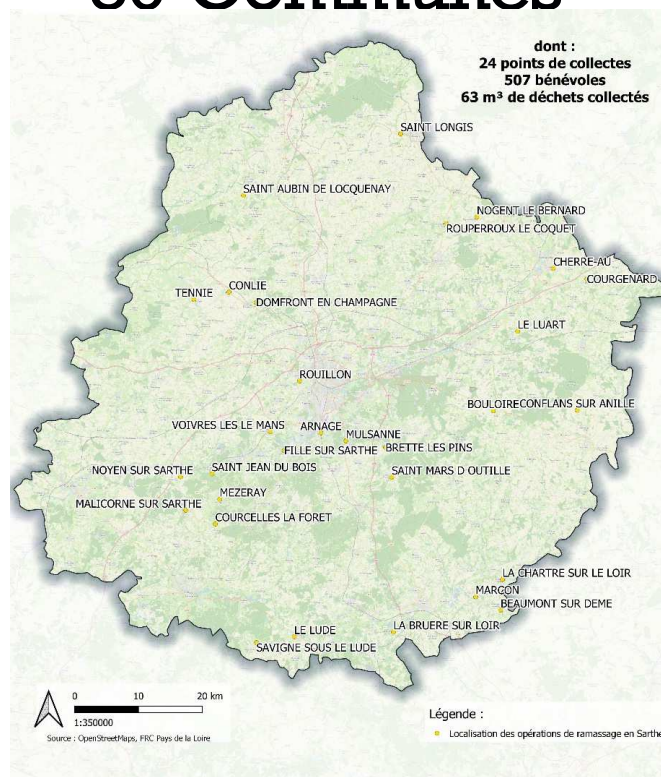 dont :
24 points de collectes
507 bénévoles
63 m³ de déchets collectés
SAINT LONGIS
SAINT AUBIN DE LOCQUENAY
NOGENT LE BERNARD
ROUPERROUX LE COQUET
CHERRE-AU
COURGENARD
CONLIE
TENNIE
DOMFRONT EN CHAMPAGNE
LE LUART
ROUILLON
BOULOIRE
CONFLANS SUR ANILLE
VOIVRES LES LE MANS
ARNAGE
MULSANNE
FILLE SUR SARTHE
BRETTE LES PINS
NOYEN SUR SARTHE
SAINT JEAN DU BOIS
SAINT MARS D OUTILLE
MEZERAY
MALICORNE SUR SARTHE
COURCELLES LA FORET
LA CHARTRE SUR LE LOIR
MARCON
BEAUMONT SUR DEME
LE LUDE
LA BRUERE SUR LOIR
SAVIGNE SOUS LE LUDE
0 10 20 km
1:350000
Source : OpenStreetMaps, FRC Pays de la Loire
Légende :
Localisation des opérations de ramassage en Sarthe